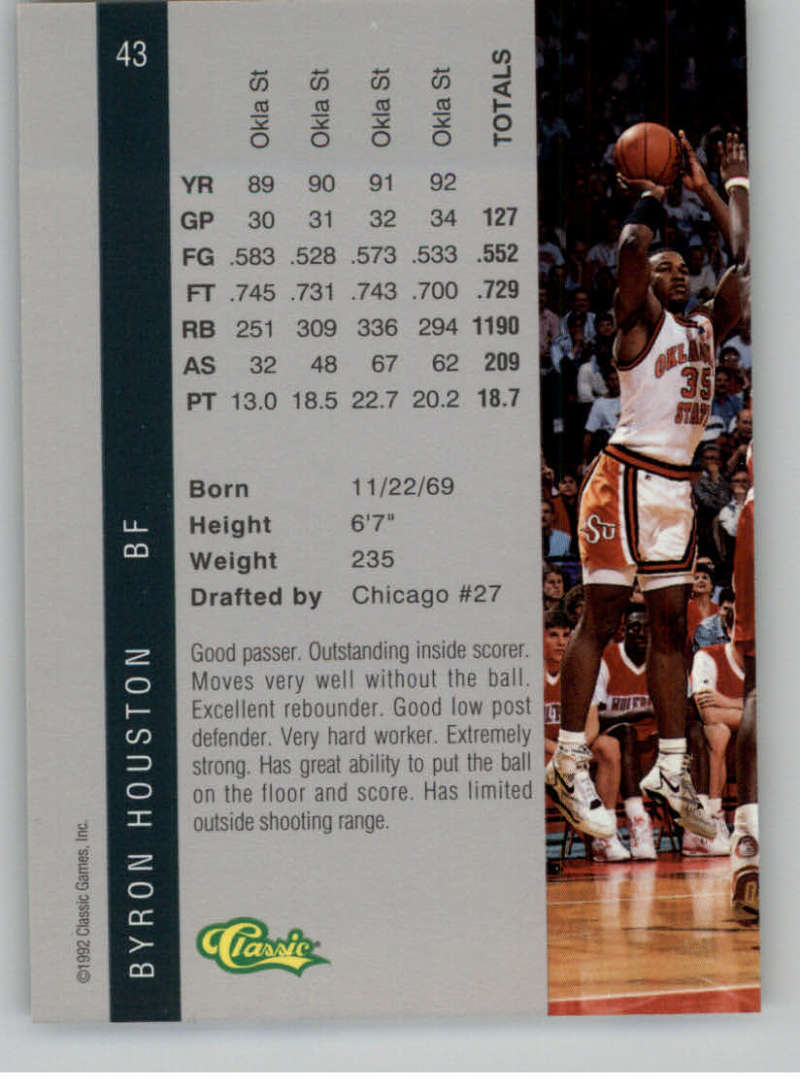 43
Okla St Okla St Okla St Okla St TOTALS
YR 89 90 91 92
GP 30 31 32 34 127
FG .583 .528 .573 .533 .552
FT .745 .731 .743 .700 .729
RB 251 309 336 294 1190
AS 32 48 67 62 209
PT 13.0 18.5 22.7 20.2 18.7
Born 11/22/69
Height 6'7"
Weight 235
Drafted by Chicago #27
Good passer. Outstanding inside scorer.
Moves very well without the ball.
Excellent rebounder. Good low post
defender. Very hard worker. Extremely
strong. Has great ability to put the ball
on the floor and score. Has limited
outside shooting range.
Classic
BYRON HOUSTON BF
©1992 Classic Games, Inc.
35
STATE
SU